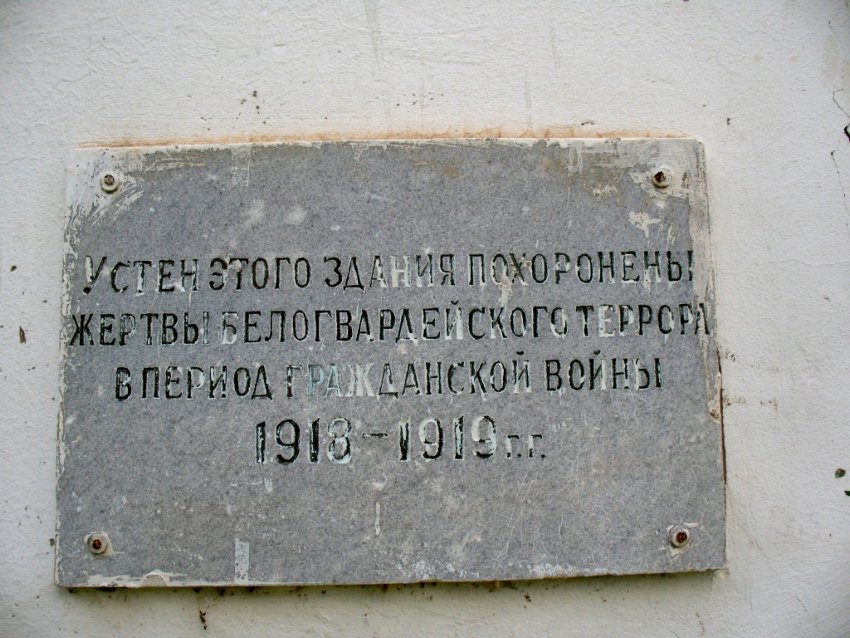 У СТЕН ЭТОГО ЗДАНИЯ ПОХОРОНЕНЫ
ЖЕРТВЫ БЕЛОГВАРДЕЙСКОГО ТЕРРОРА
В ПЕРИОД ГРАЖДАНСКОЙ ВОЙНЫ
1918-1919 г.г.